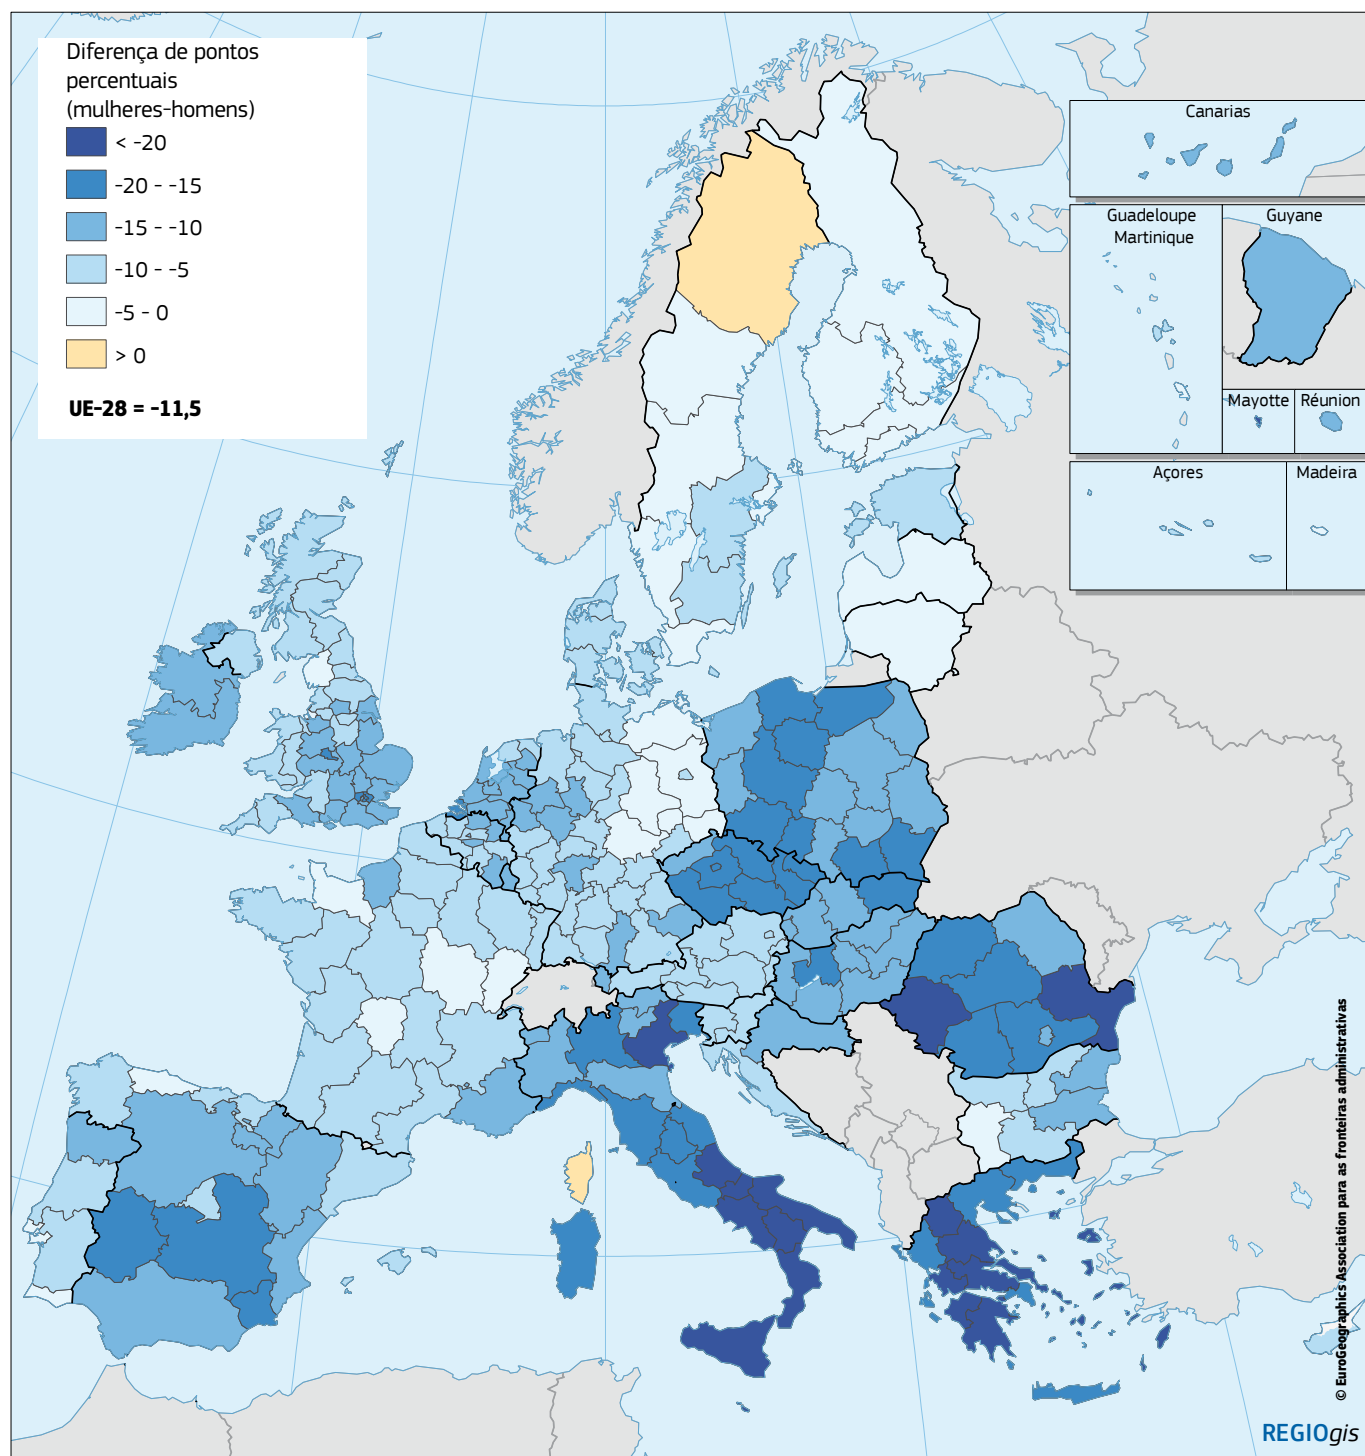 Diferença de pontos
percentuais
(mulheres-homens)
< -20
-20 - -15
-15 - -10
-10 - -5
-5 - 0
> 0
UE-28 = -11,5
Canarias
Guadeloupe
Martinique
Guyane
Mayotte
Réunion
Açores
Madeira
© EuroGeographics Association para as fronteiras administrativas
REGIOgis